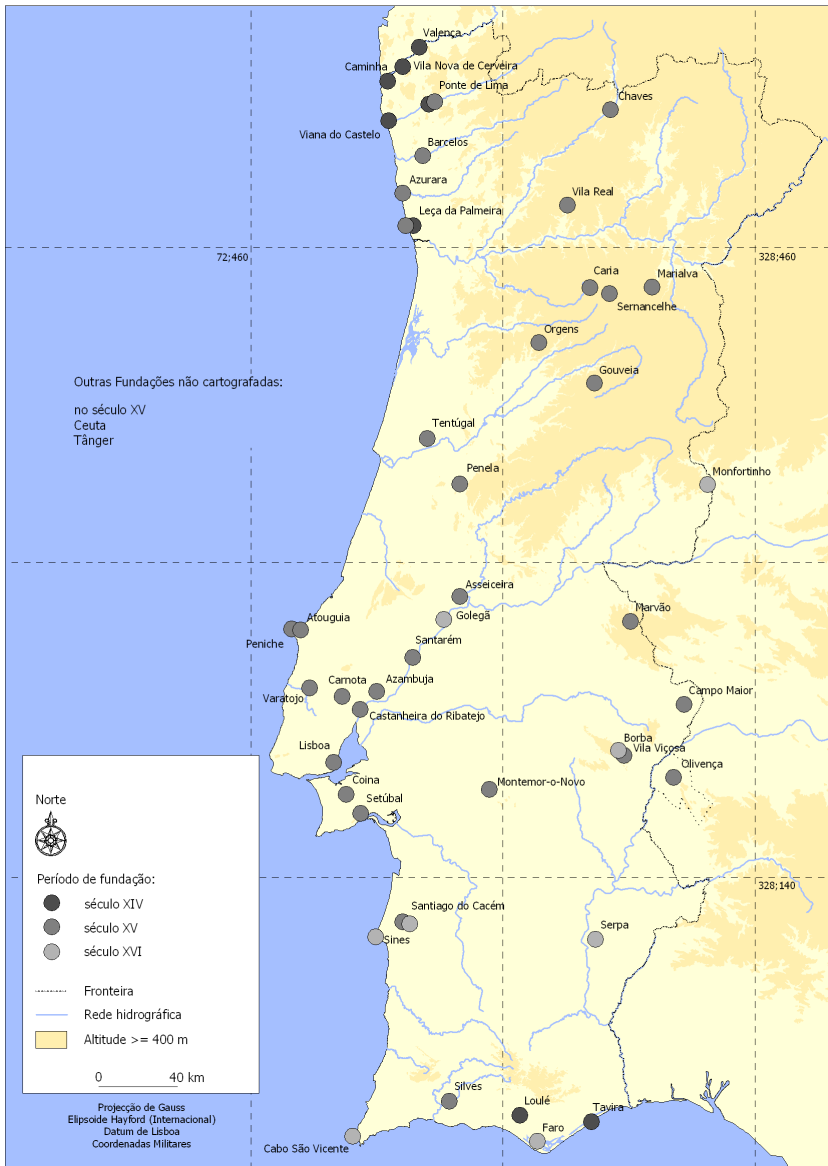 Valença
Caminha
Vila Nova de Cerveira
Ponte de Lima
Chaves
Viana do Castelo
Barcelos
Azurara
Vila Real
Leça da Palmeira
72;460
328;460
Caria
Marialva
Sernancelhe
Orgens
Gouveia
Outras Fundações não cartografadas:
no século XV
Ceuta
Tânger
Tentúgal
Penela
Monfortinho
Asseiceira
Golegã
Marvão
Atouguia
Peniche
Santarém
Carnota
Azambuja
Varatojo
Campo Maior
Castanheira do Ribatejo
Borba
Vila Viçosa
Lisboa
Olivença
Coina
Montemor-o-Novo
Setúbal
Norte
Período de fundação:
século XIV
século XV
século XVI
Fronteira
Rede hidrográfica
Altitude >= 400 m
0 40 km
328;140
Santiago do Cacém
Sines
Serpa
Silves
Loulé
Tavira
Faro
Cabo São Vicente
Projecção de Gauss
Elipsoide Hayford (Internacional)
Datum de Lisboa
Coordenadas Militares